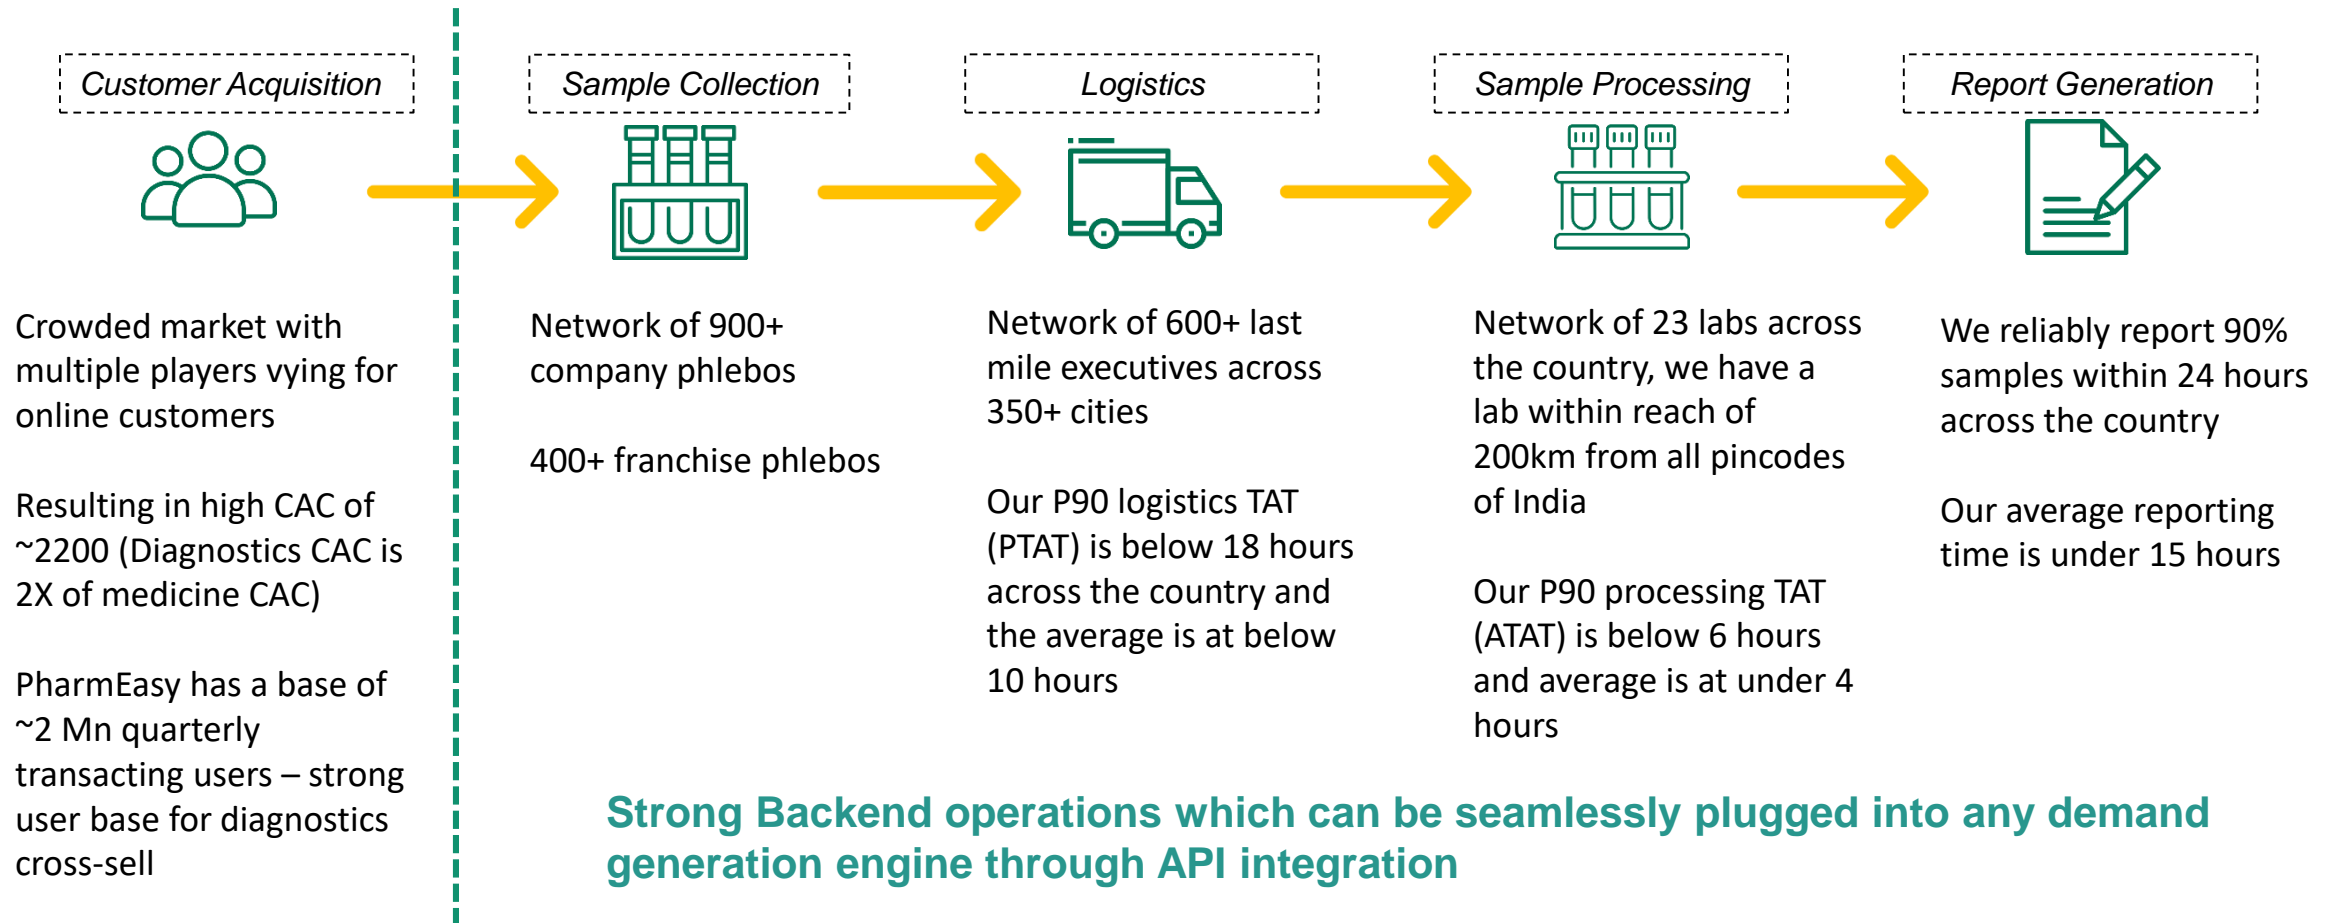 Customer Acquisition
Crowded market with
multiple players vying for
online customers
Resulting in high CAC of
~2200 (Diagnostics CAC is
2X of medicine CAC)
PharmEasy has a base of
~2 Mn quarterly
transacting users – strong
user base for diagnostics
cross-sell
Sample Collection
Network of 900+
company phlebos
400+ franchise phlebos
Logistics
Network of 600+ last
mile executives across
350+ cities
Our P90 logistics TAT
(PTAT) is below 18 hours
across the country and
the average is at below
10 hours
Sample Processing
Network of 23 labs across
the country, we have a
lab within reach of
200km from all pincodes
of India
Our P90 processing TAT
(ATAT) is below 6 hours
and average is at under 4
hours
Report Generation
We reliably report 90%
samples within 24 hours
across the country
Our average reporting
time is under 15 hours
Strong Backend operations which can be seamlessly plugged into any demand
generation engine through API integration